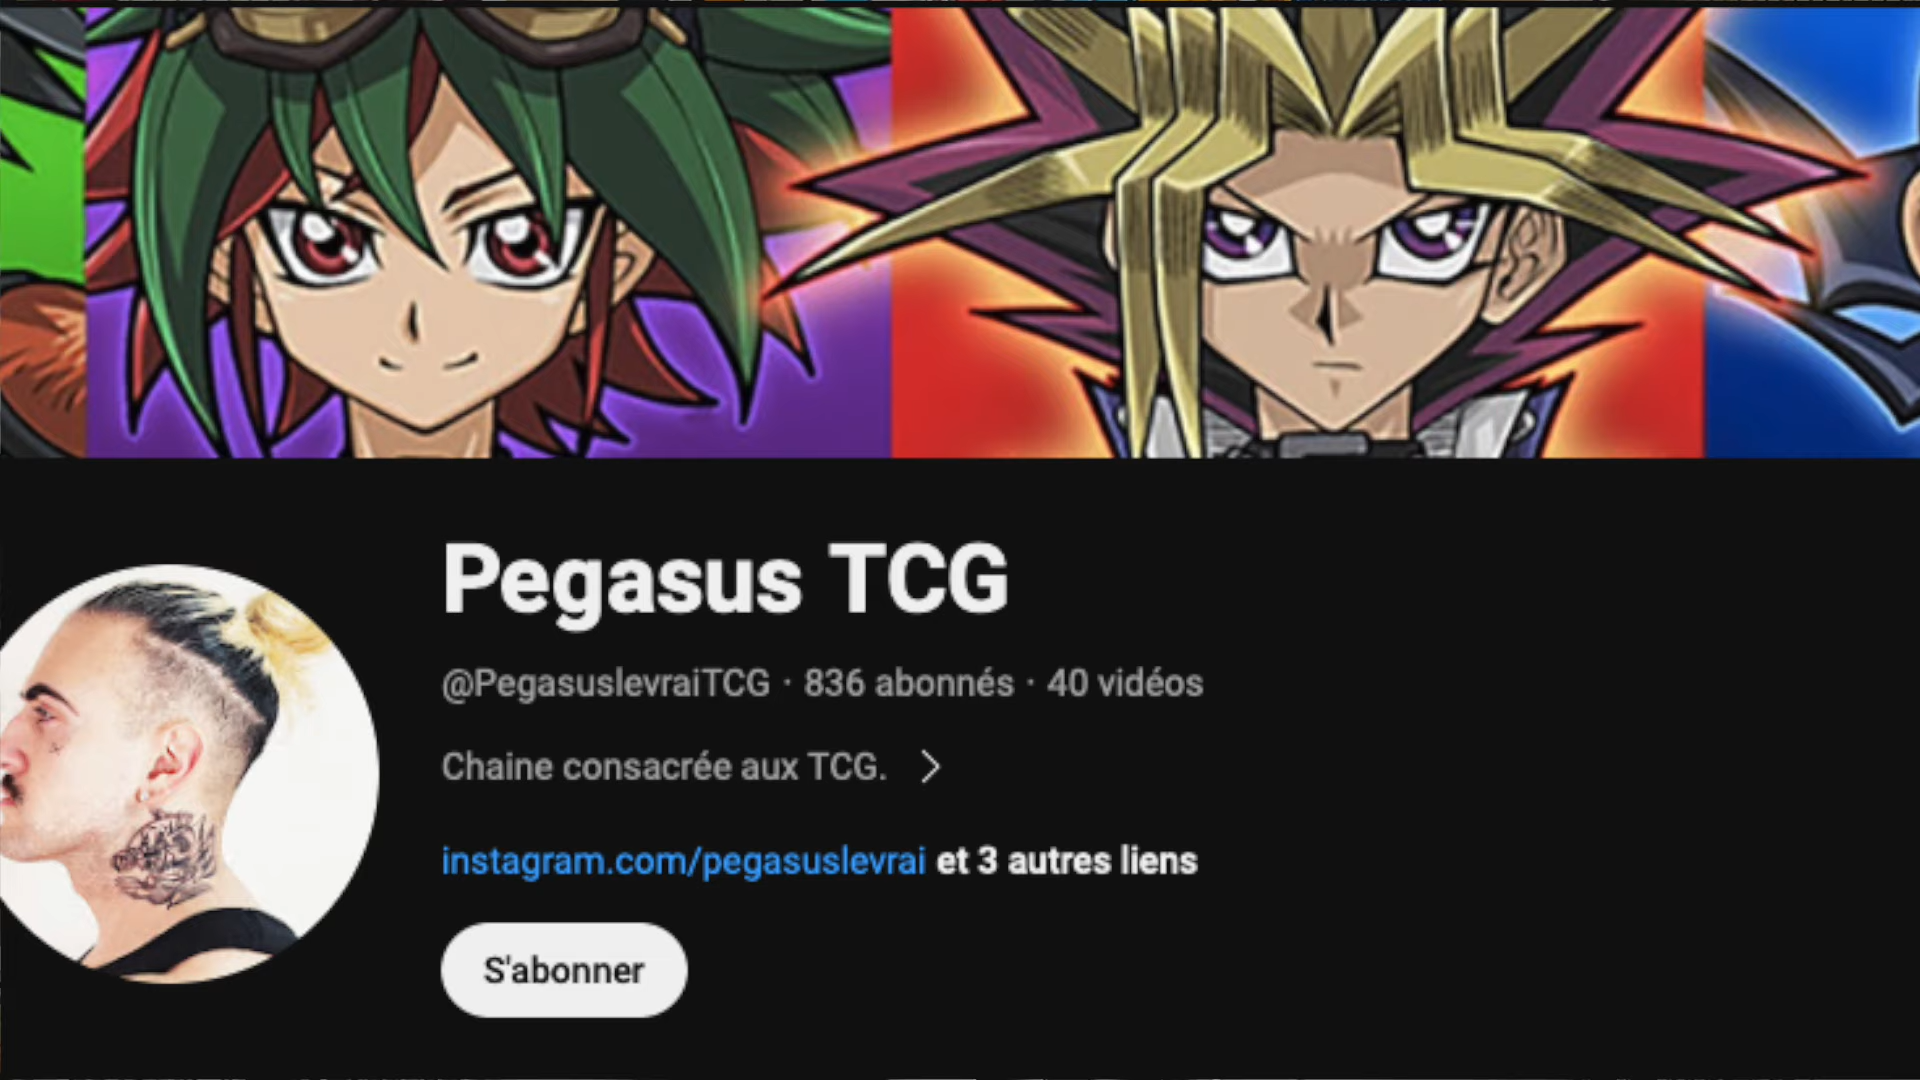 Pegasus TCG
@PegasuslevraiTCG · 836 abonnés · 40 vidéos
Chaine consacrée aux TCG.
instagram.com/pegasuslevrai et 3 autres liens
S'abonner